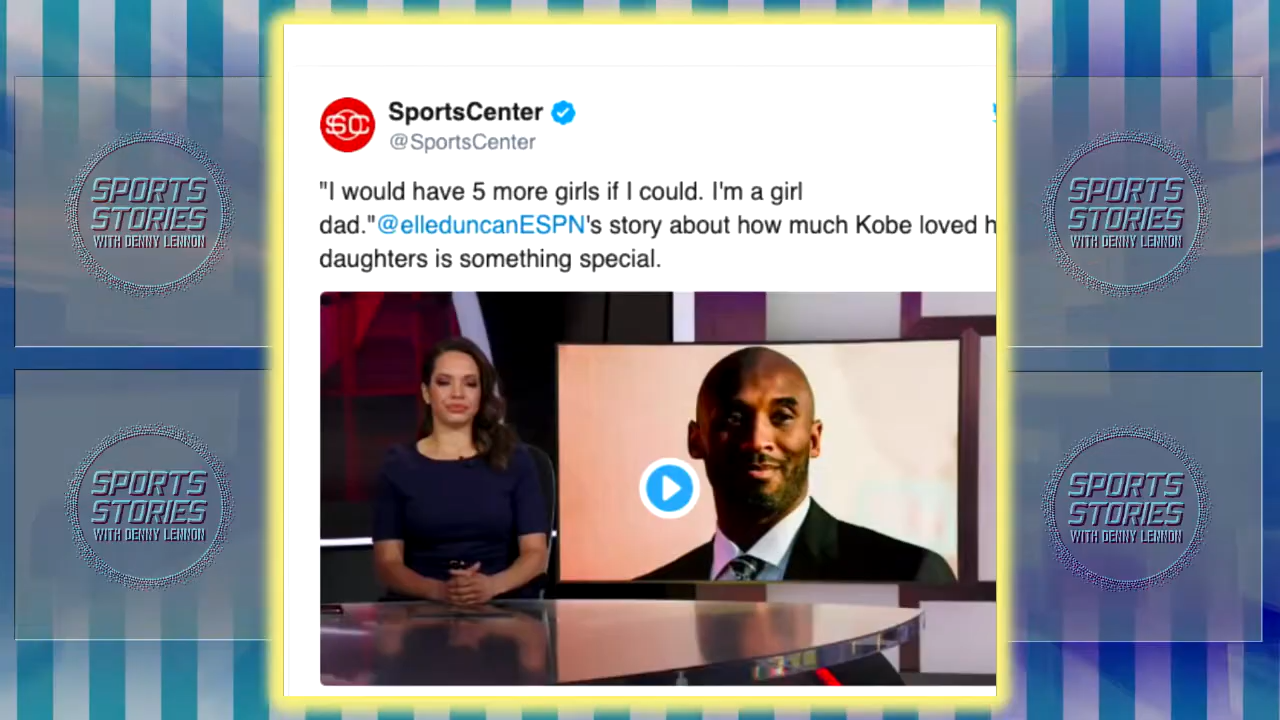 SportsCenter
@SportsCenter
"I would have 5 more girls if I could. I'm a girl
dad."@elleduncanESPN's story about how much Kobe loved h
daughters is something special.
SC
SPORTS
STORIES
WITH DENNY LENNON
SPORTS
STORIES
WITH DENNY LENNON
SPORTS
STORIES
WITH DENNY LENNON
SPORTS
STORIES
WITH DENNY LENNON